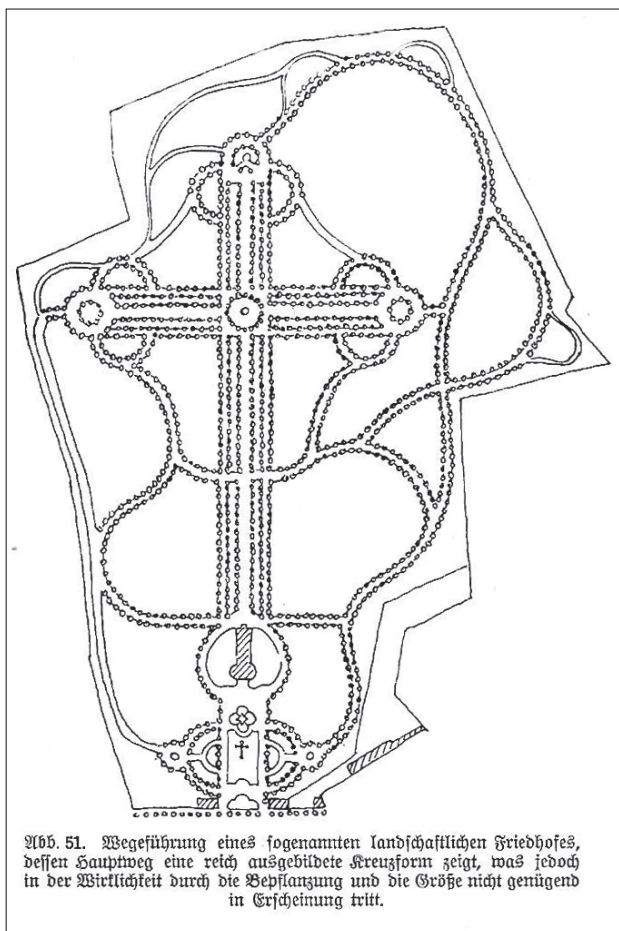 Abb. 51. Wegeführung eines sogenannten landschaftlichen Friedhofes,
dessen Hauptweg eine reich ausgebildete Kreuzform zeigt, was jedoch
in der Wirklichkeit durch die Bepflanzung und die Größe nicht genügend
in Erscheinung tritt.